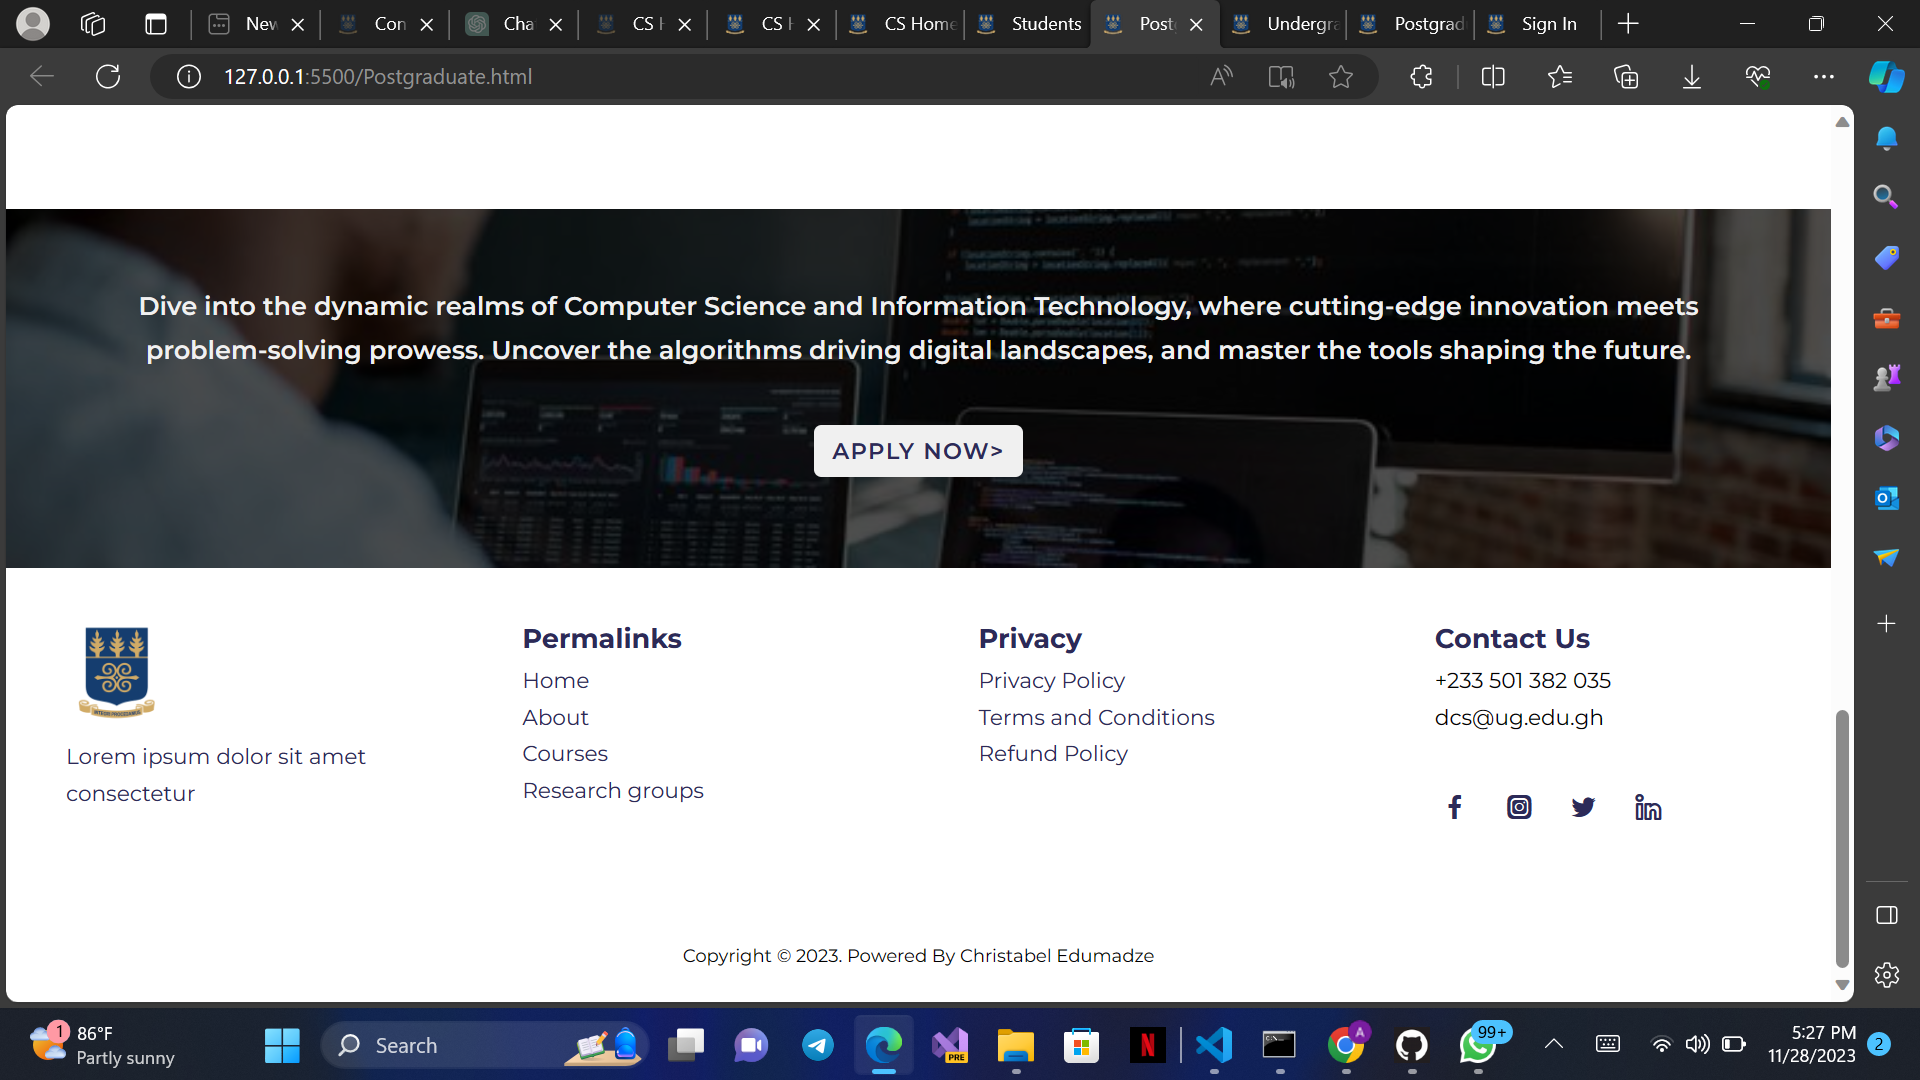 New
Con
Cha
CS H
CS H
CS Home
Students
Post
Undergra
Postgrad
Sign In
127.0.0.1:5500/Postgraduate.html
Dive into the dynamic realms of Computer Science and Information Technology, where cutting-edge innovation meets
problem-solving prowess. Uncover the algorithms driving digital landscapes, and master the tools shaping the future.
APPLY NOW>
INTEGRI PROCEDAMUS
Lorem ipsum dolor sit amet
consectetur
Permalinks
Home
About
Courses
Research groups
Privacy
Privacy Policy
Terms and Conditions
Refund Policy
Contact Us
+233 501 382 035
dcs@ug.edu.gh
Copyright © 2023. Powered By Christabel Edumadze
1
86°F
Partly sunny
Search
PRE
A
99+
5:27 PM
11/28/2023
2